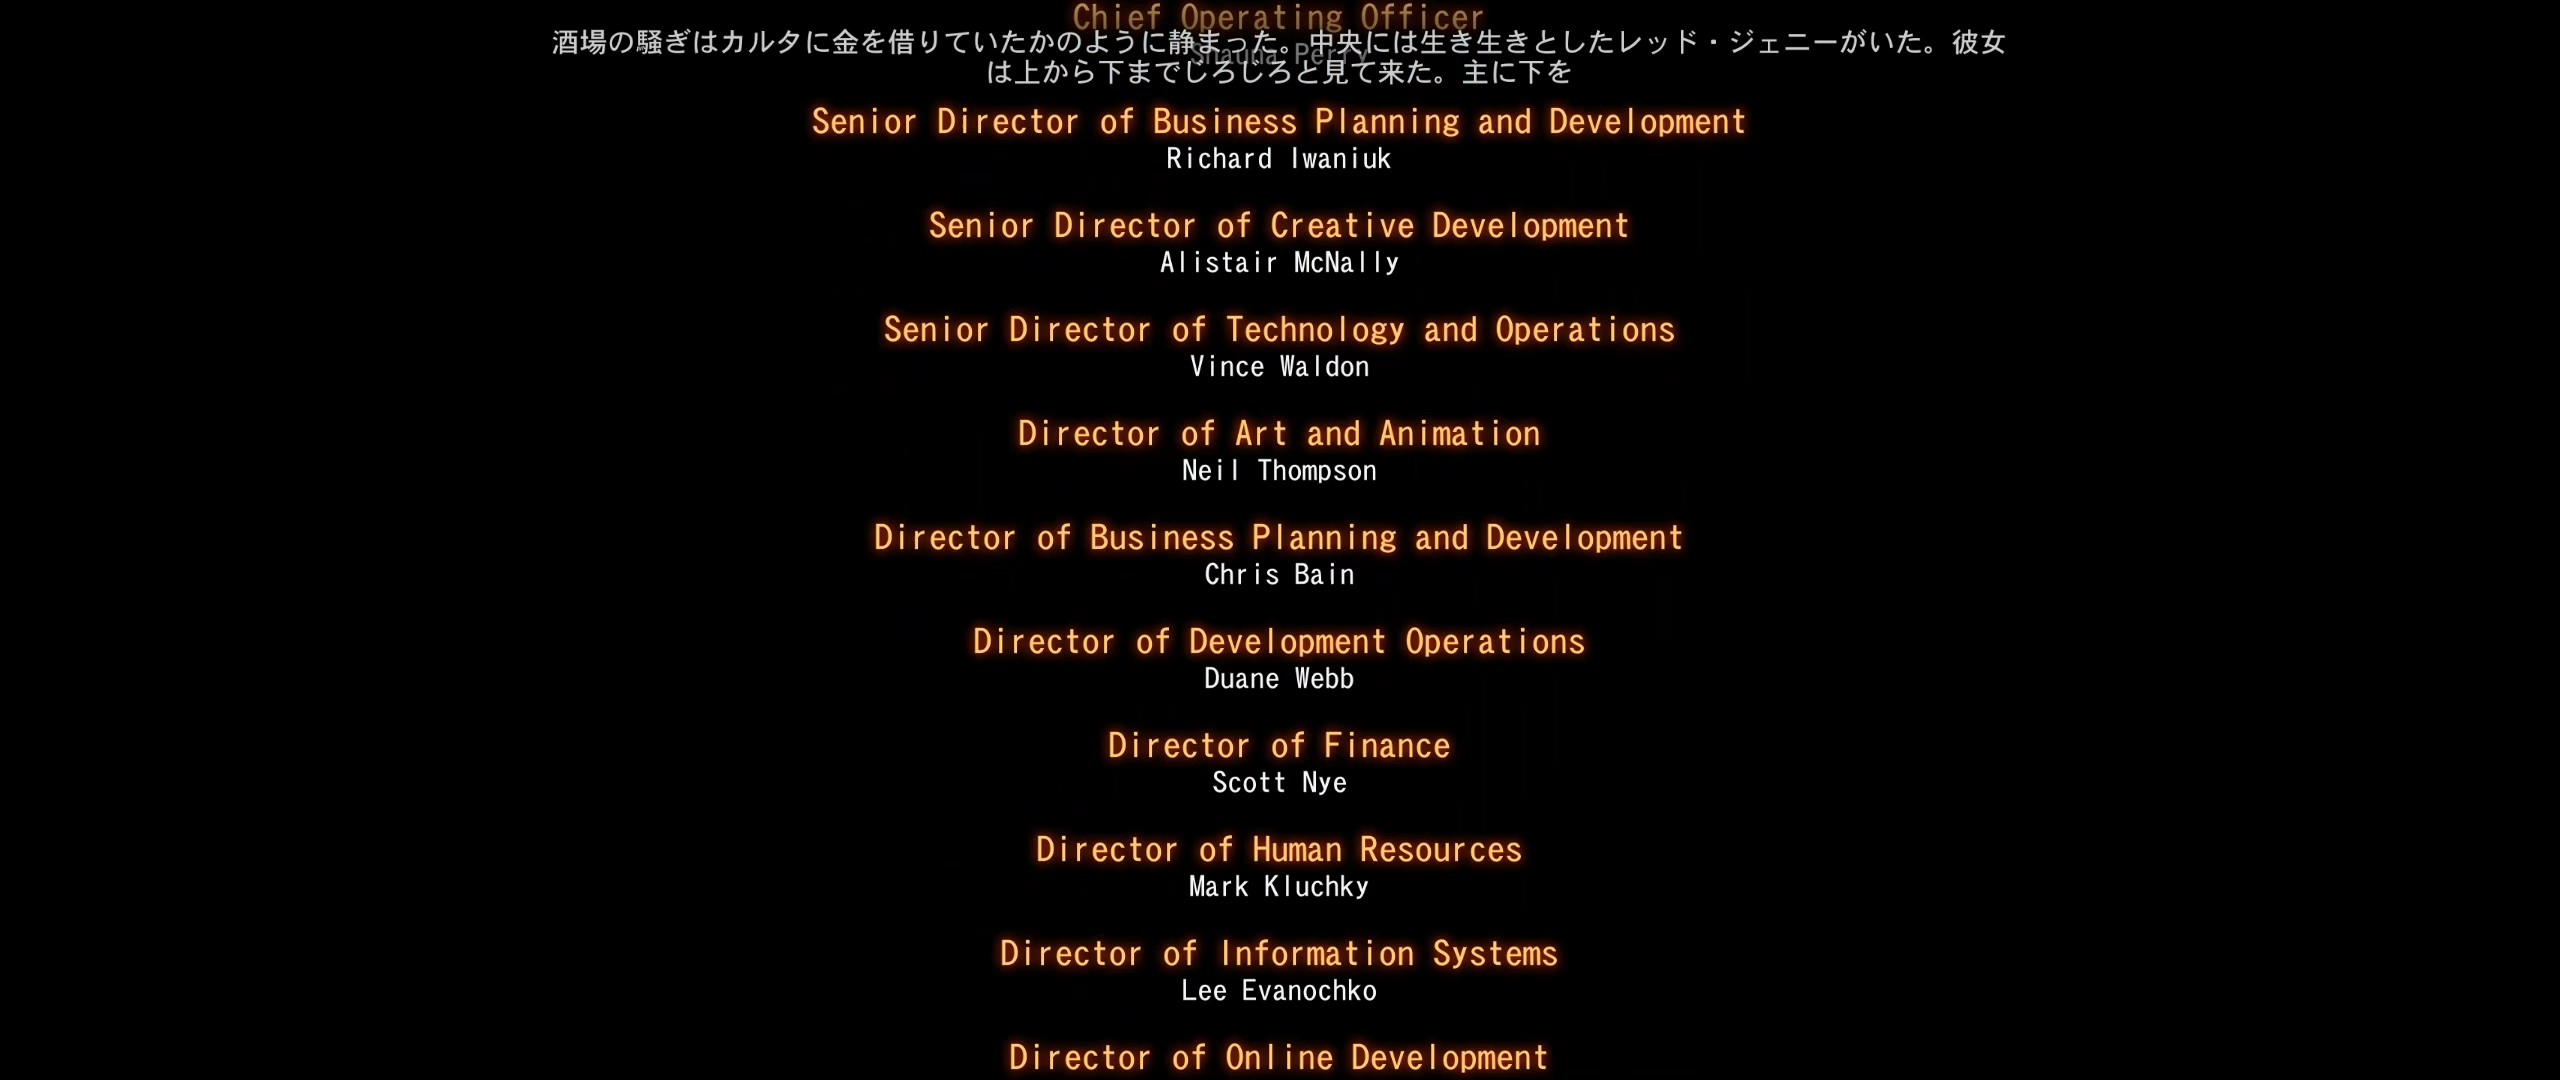 Chief Operating Officer
酒場の騒ぎはカルタに金を借りていたかのように静まった。中央には生き生きとしたレッド・ジェニーがいた。彼女
Shauna Perry
は上から下までじろじろと見て来た。主に下を
Senior Director of Business Planning and Development
Richard Iwaniuk
Senior Director of Creative Development
Alistair McNally
Senior Director of Technology and Operations
Vince Waldon
Director of Art and Animation
Neil Thompson
Director of Business Planning and Development
Chris Bain
Director of Development Operations
Duane Webb
Director of Finance
Scott Nye
Director of Human Resources
Mark Kluchky
Director of Information Systems
Lee Evanochko
Director of Online Development